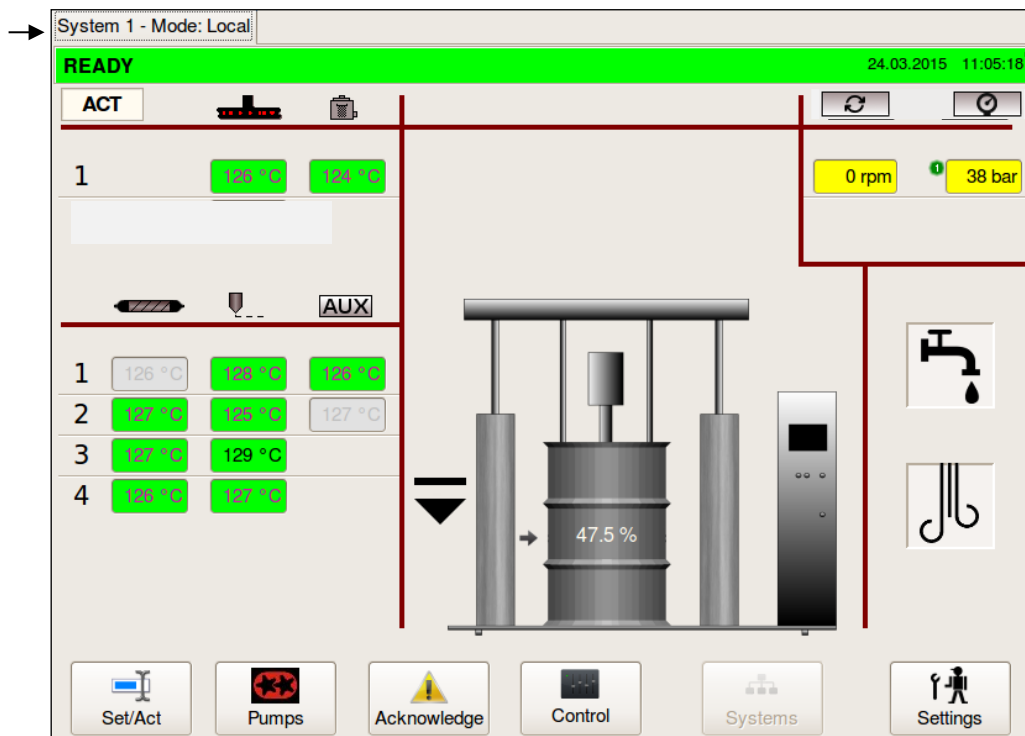 System 1 - Mode: Local
READY 24.03.2015 11:05:18
ACT
1 126 °C 124 °C 0 rpm 1 38 bar
AUX
1 126 °C 128 °C 126 °C
2 127 °C 125 °C 127 °C
3 127 °C 129 °C
4 126 °C 127 °C
47.5 %
Set/Act Pumps Acknowledge Control Systems Settings